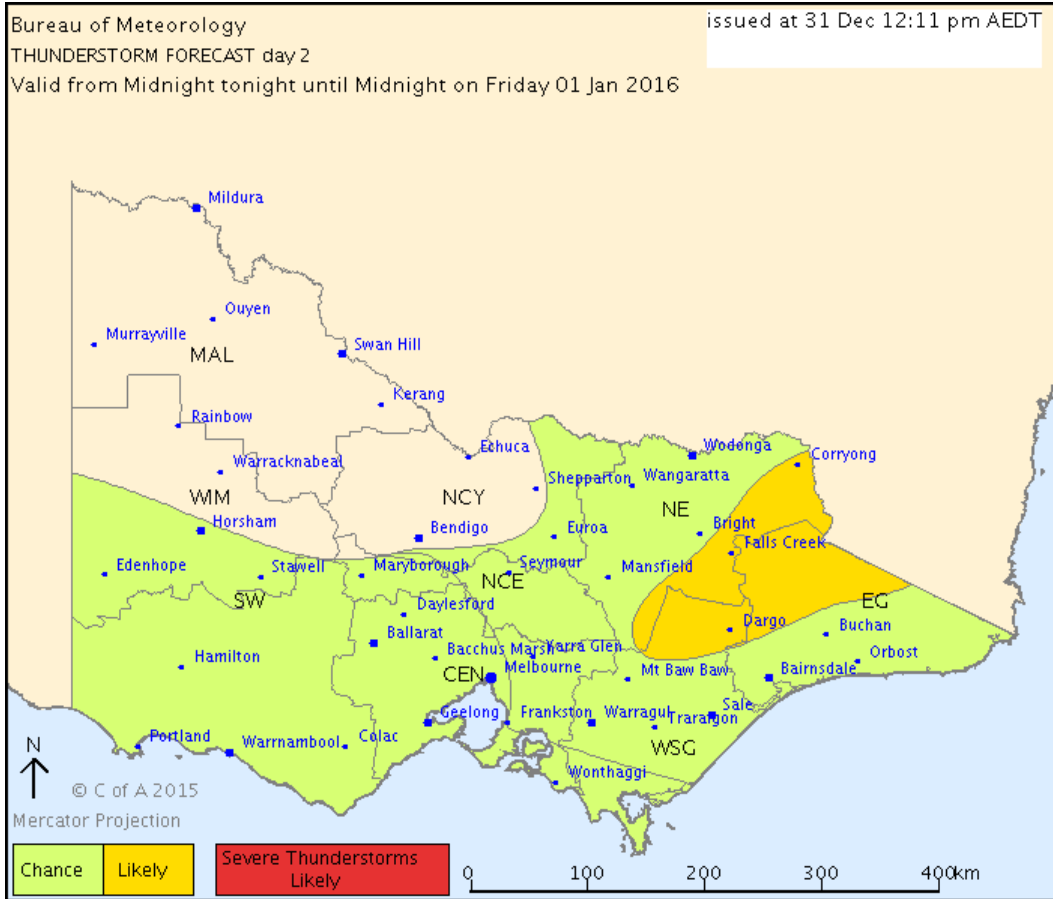 Bureau of Meteorology
issued at 31 Dec 12:11 pm AEDT
THUNDERSTORM FORECAST day 2
Valid from Midnight tonight until Midnight on Friday 01 Jan 2016
Mildura
Ouyen
Murrayville
MAL
Swan Hill
Kerang
Rainbow
Echuca
Wodonga
Warracknabeal
Corryong
Shepparton
Wangaratta
WIM
NCY
NE
Horsham
Bendigo
Euroa
Bright
Falls Creek
Edenhope
Stawell
Maryborough
NCE
Seymour
Mansfield
SW
EG
Daylesford
Dargo
Buchan
Ballarat
Bacchus Marsh
Yarra Glen
Orbost
Hamilton
CEN
Melbourne
Mt Baw Baw
Bairnsdale
Geelong
Frankston
Warragul
Traralgon
Sale
Portland
Warrnambool
Colac
WSG
N
Wonthaggi
© C of A 2015
Mercator Projection
Chance
Likely
Severe Thunderstorms
Likely
0
100
200
300
400km